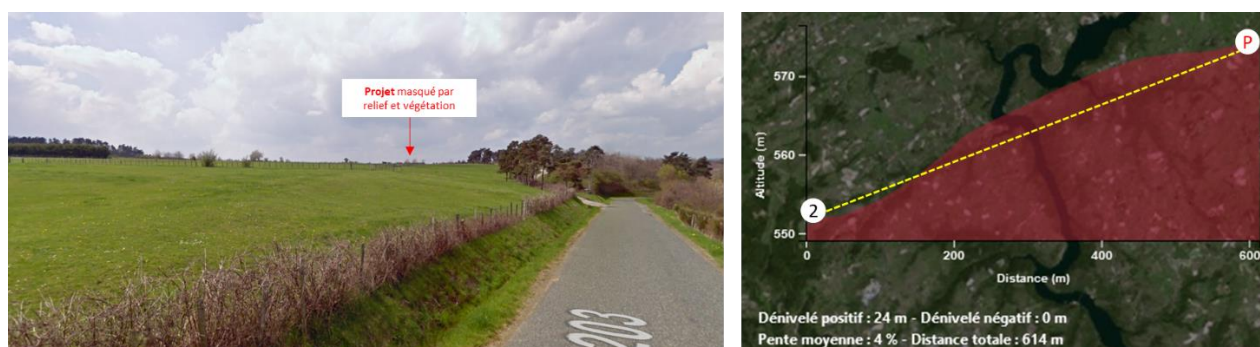 Projet masqué par
relief et végétation
203
P
570
560
550
Altitude (m)
2
0
200
400
600
Distance (m)
Dénivelé positif : 24 m - Dénivelé négatif : 0 m
Pente moyenne : 4 % - Distance totale : 614 m